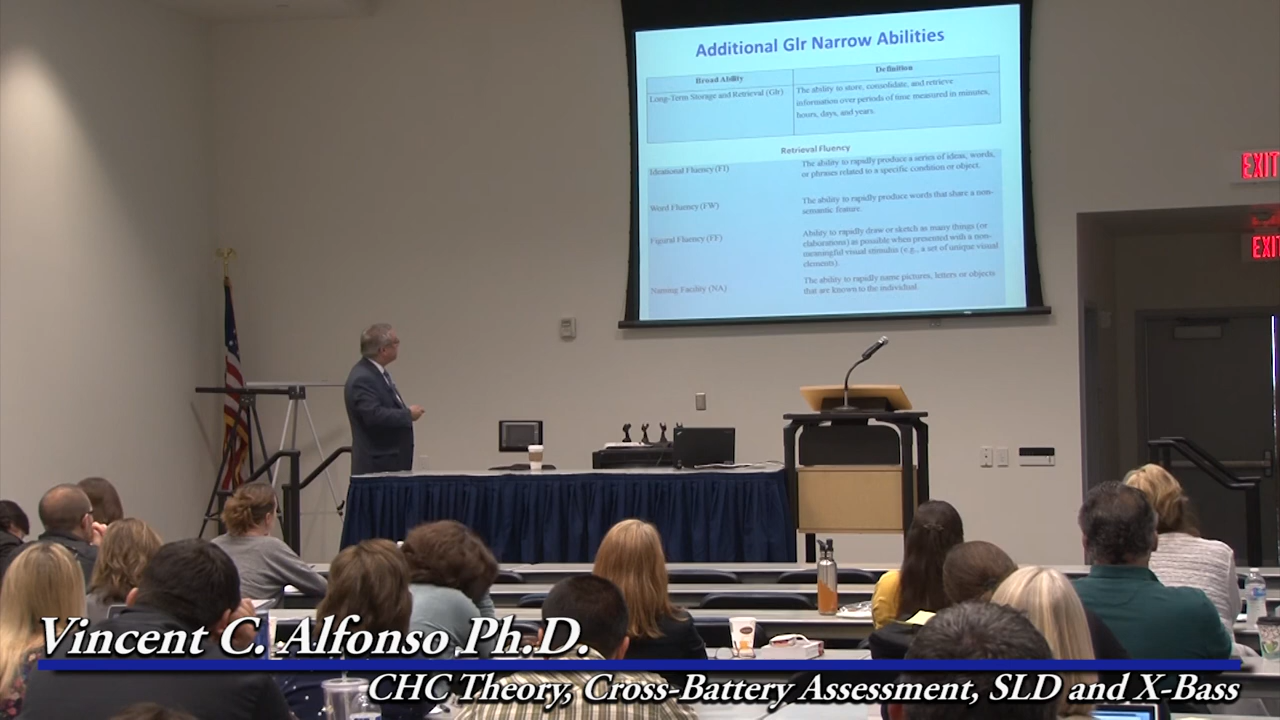 Additional Glr Narrow Abilities
Broad Ability
Definition
Long-Term Storage and Retrieval (Glr)
The ability to store, consolidate, and retrieve
information over periods of time measured in minutes,
hours, days, and years.
Retrieval Fluency
Ideational Fluency (FI)
The ability to rapidly produce a series of ideas, words,
or phrases related to a specific condition or object.
Word Fluency (FW)
The ability to rapidly produce words that share a non-
semantic feature.
Figural Fluency (FF)
Ability to rapidly draw or sketch as many things (or
elaborations) as possible when presented with a non-
meaningful visual stimulus (e.g., a set of unique visual
elements).
Naming Facility (NA)
The ability to rapidly name pictures, letters or objects
that are known to the individual.
EXIT
EXIT
Vincent C. Alfonso Ph.D.
CHC Theory, Cross-Battery Assessment, SLD and X-Bass